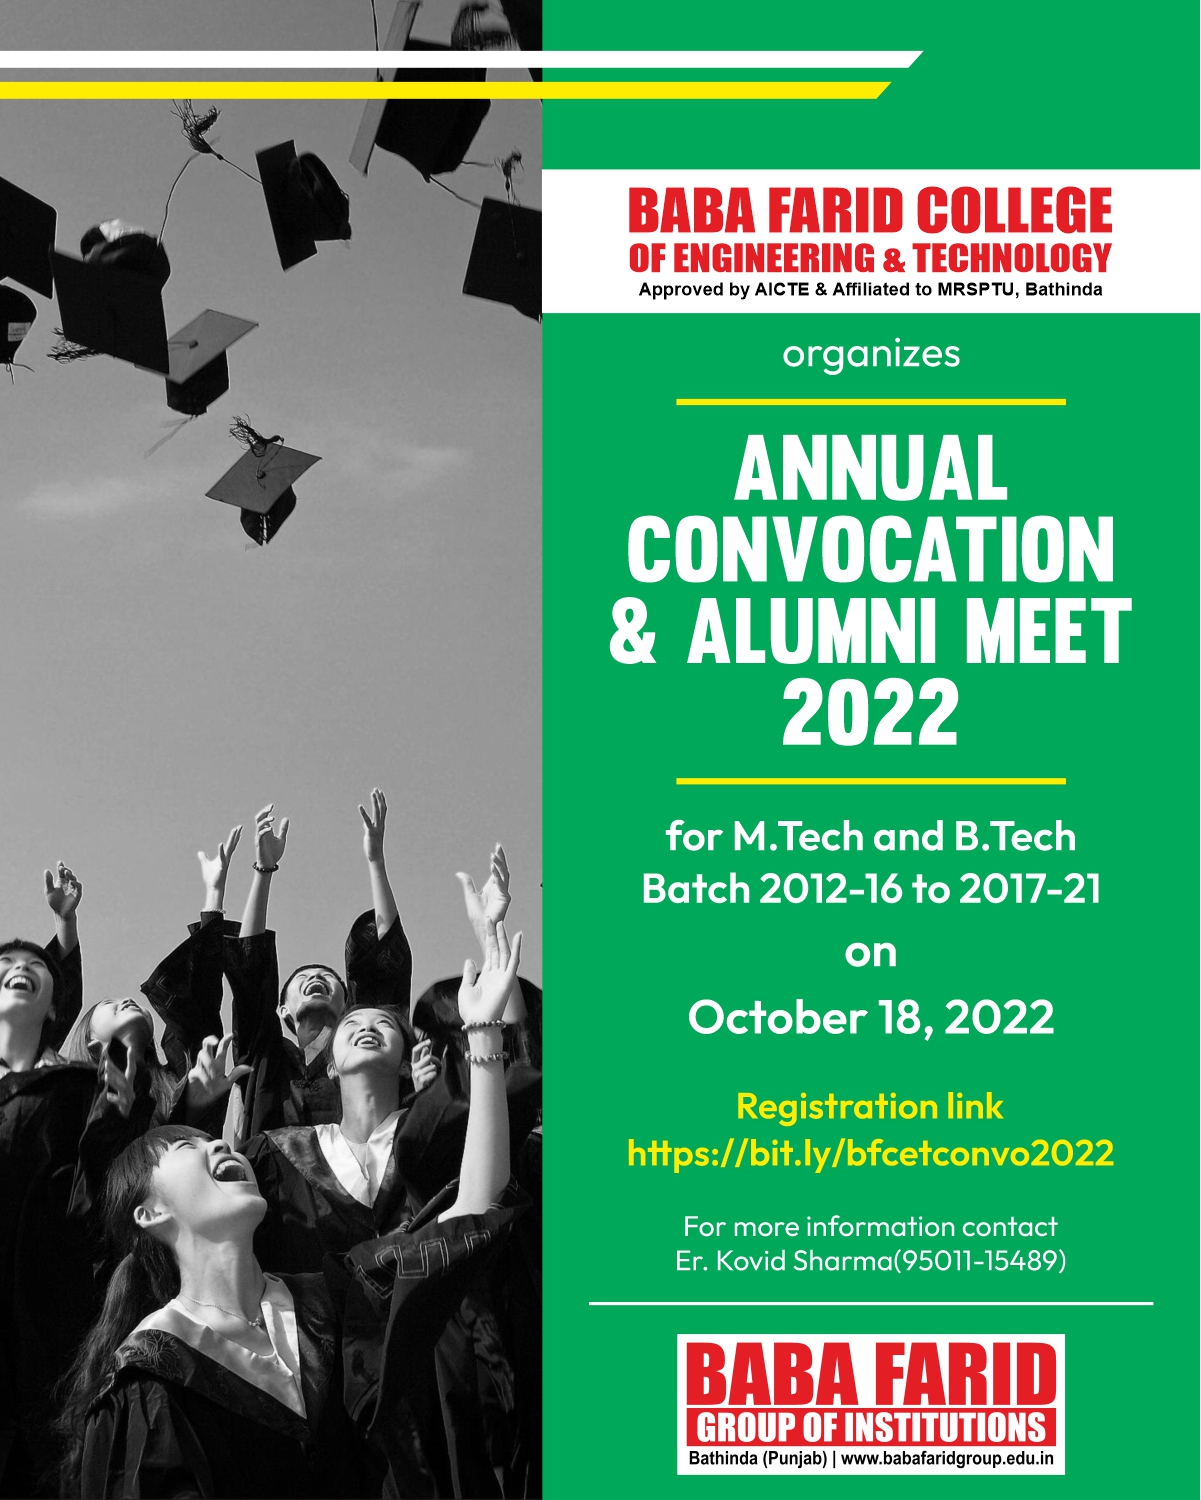 BABA FARID COLLEGE
OF ENGINEERING & TECHNOLOGY
Approved by AICTE & Affiliated to MRSPTU, Bathinda
organizes
ANNUAL
CONVOCATION
& ALUMNI MEET
2022
for M.Tech and B.Tech
Batch 2012-16 to 2017-21
on
October 18, 2022
Registration link
https://bit.ly/bfcetconvo2022
For more information contact
Er. Kovid Sharma(95011-15489)
BABA FARID
GROUP OF INSTITUTIONS
Bathinda (Punjab) | www.babafaridgroup.edu.in